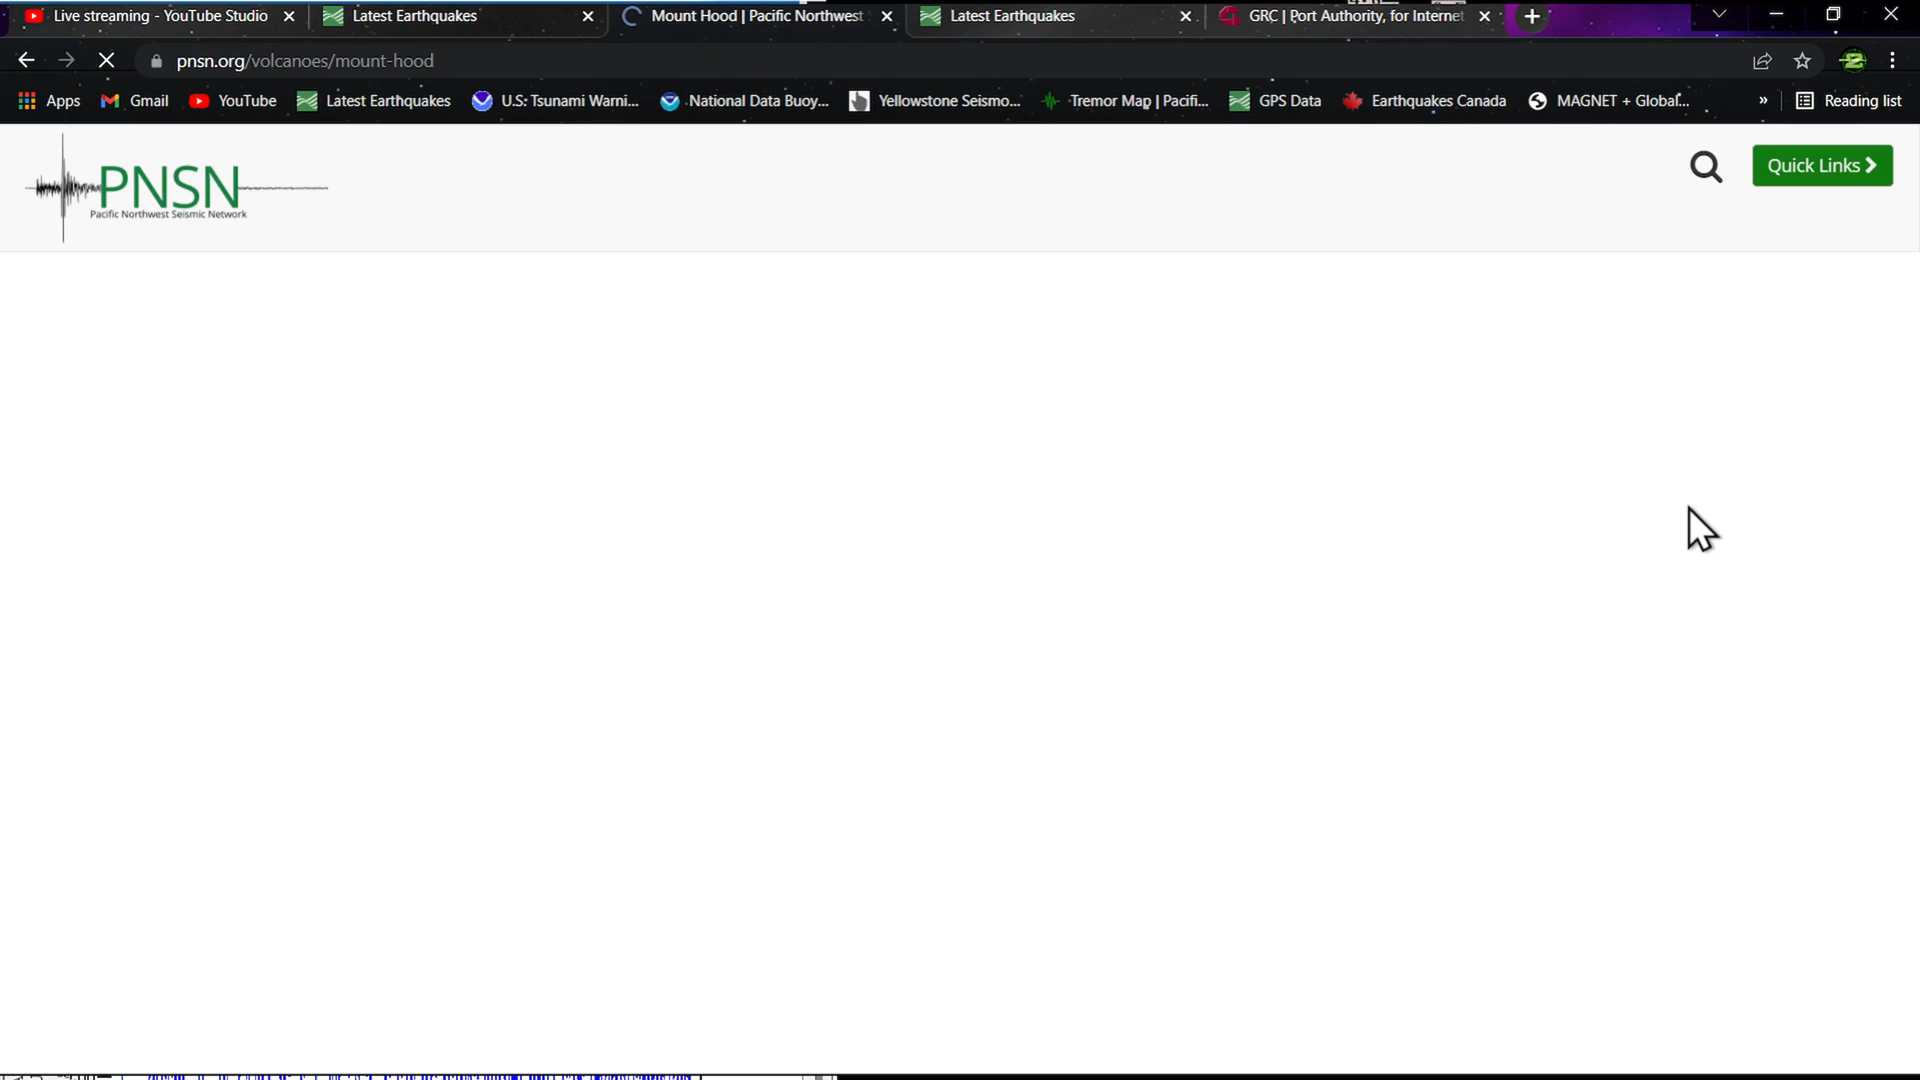 Live streaming - YouTube Studio
Latest Earthquakes
Mount Hood | Pacific Northwest
Latest Earthquakes
GRC | Port Authority, for Internet
pnsn.org/volcanoes/mount-hood
Apps
Gmail
YouTube
Latest Earthquakes
U.S. Tsunami Warni...
National Data Buoy...
Yellowstone Seismo...
Tremor Map | Pacifi...
GPS Data
Earthquakes Canada
MAGNET + Global...
»
Reading list
PNSN
Pacific Northwest Seismic Network
Quick Links